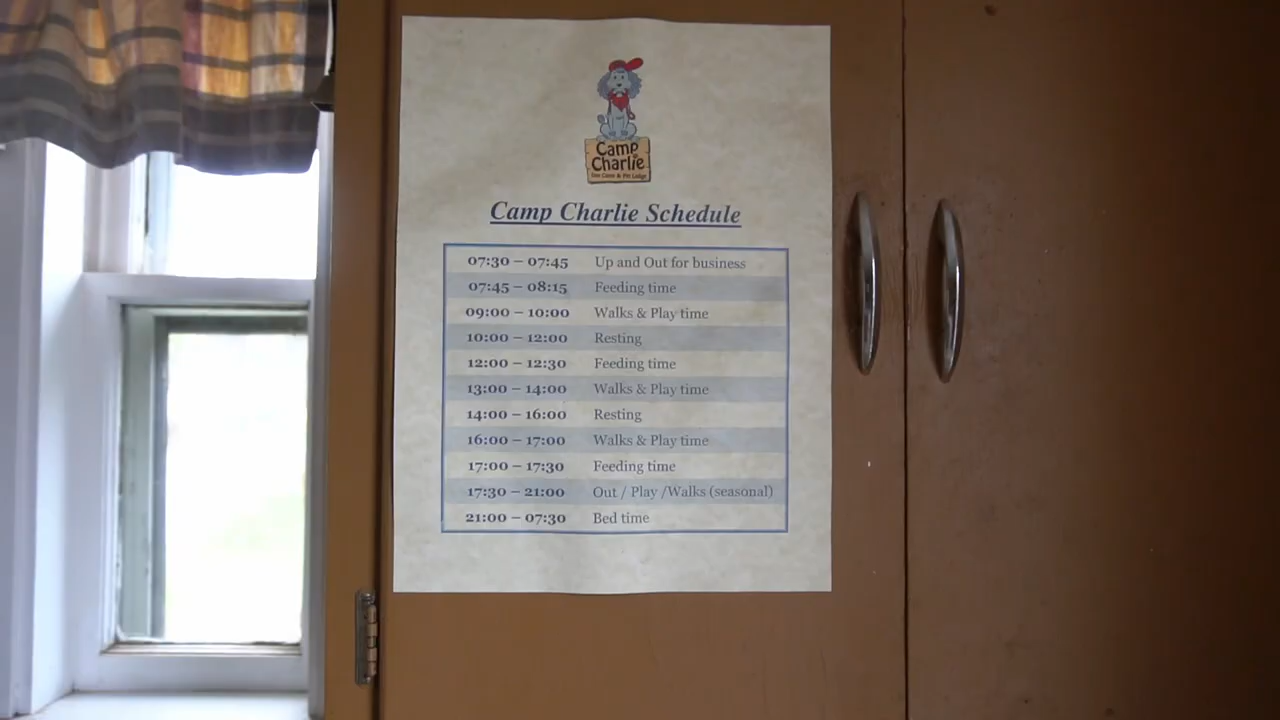 Camp
Charlie
Dog Camp & Pet Lodge
Camp Charlie Schedule
07:30 – 07:45 Up and Out for business
07:45 – 08:15 Feeding time
09:00 – 10:00 Walks & Play time
10:00 – 12:00 Resting
12:00 – 12:30 Feeding time
13:00 – 14:00 Walks & Play time
14:00 – 16:00 Resting
16:00 – 17:00 Walks & Play time
17:00 – 17:30 Feeding time
17:30 – 21:00 Out / Play /Walks (seasonal)
21:00 – 07:30 Bed time